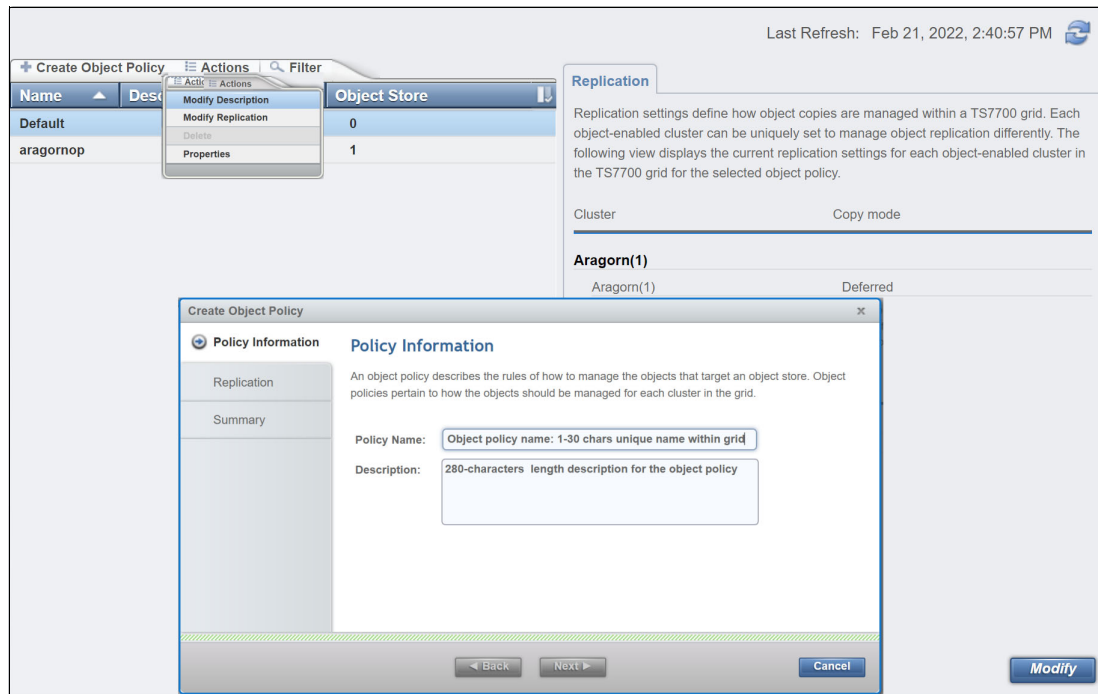 Last Refresh: Feb 21, 2022, 2:40:57 PM
Create Object Policy Actions Filter
Actions
Name Desc Object Store
Modify Description
Default 0
Modify Replication
Delete
aragornop 1
Properties
Replication
Replication settings define how object copies are managed within a TS7700 grid. Each
object-enabled cluster can be uniquely set to manage object replication differently. The
following view displays the current replication settings for each object-enabled cluster in
the TS7700 grid for the selected object policy.
Cluster Copy mode
Aragorn(1)
Aragorn(1) Deferred
Create Object Policy x
Policy Information
Replication
Summary
Policy Information
An object policy describes the rules of how to manage the objects that target an object store. Object
policies pertain to how the objects should be managed for each cluster in the grid.
Policy Name: Object policy name: 1-30 chars unique name within grid
Description: 280-characters length description for the object policy
Back Next Cancel
Modify